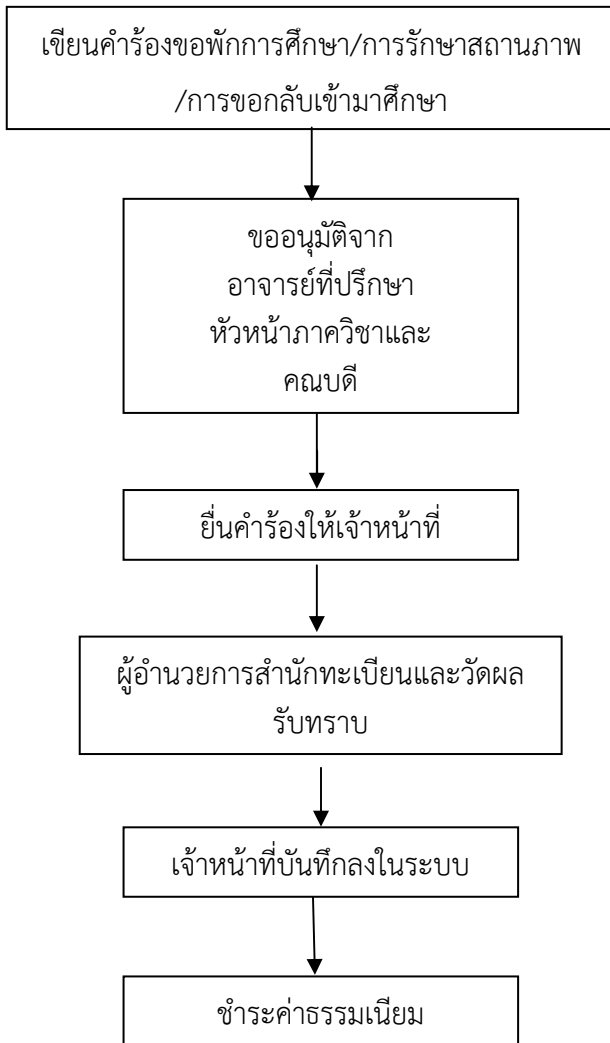 เขียนคำร้องขอพักการศึกษา/การรักษาสถานภาพ
/การขอกลับเข้ามาศึกษา
ขออนุมัติจาก
อาจารย์ที่ปรึกษา
หัวหน้าภาควิชาและ
คณบดี
ยื่นคำร้องให้เจ้าหน้าที่
ผู้อำนวยการสำนักทะเบียนและวัดผล
รับทราบ
เจ้าหน้าที่บันทึกลงในระบบ
ชำระค่าธรรมเนียม